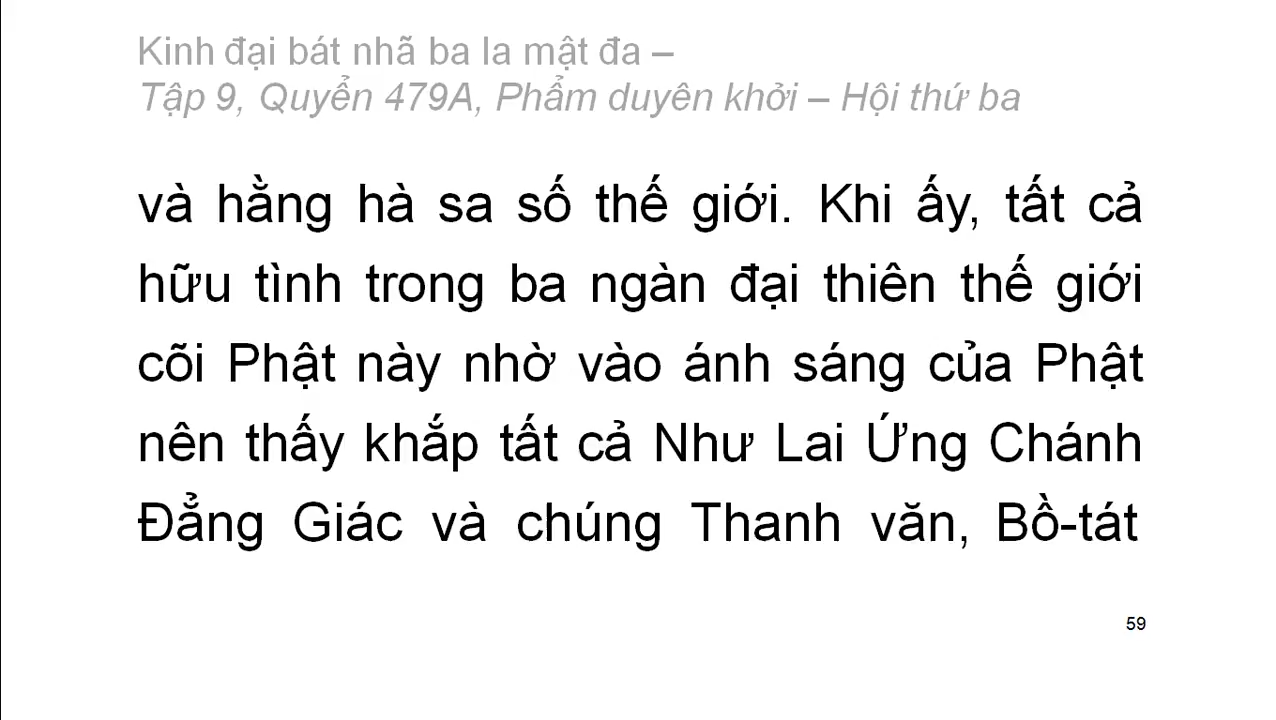 Kinh đại bát nhã ba la mật đa –
Tập 9, Quyển 479A, Phẩm duyên khởi – Hội thứ ba
và hằng hà sa số thế giới. Khi ấy, tất cả
hữu tình trong ba ngàn đại thiên thế giới
cõi Phật này nhờ vào ánh sáng của Phật
nên thấy khắp tất cả Như Lai Ứng Chánh
Đẳng Giác và chúng Thanh văn, Bồ-tát
59